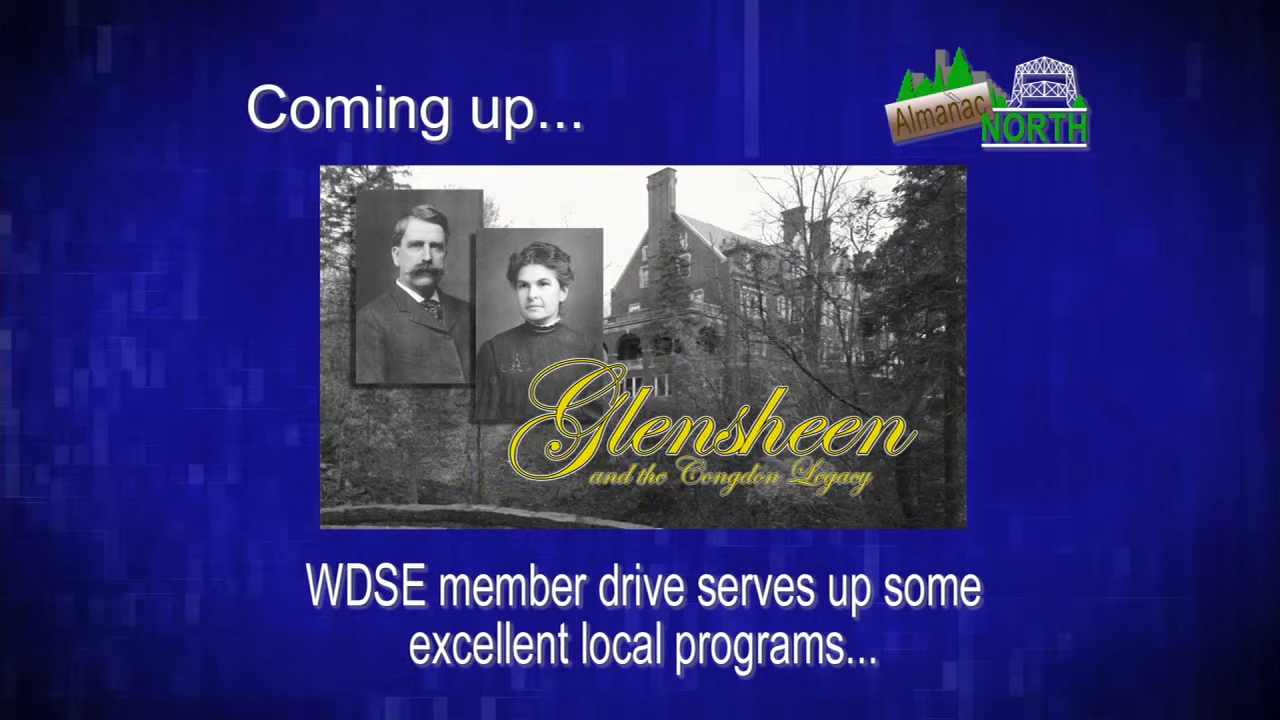 Coming up...
Almanac
NORTH
Glensheen
and the Congdon Legacy
WDSE member drive serves up some
excellent local programs...